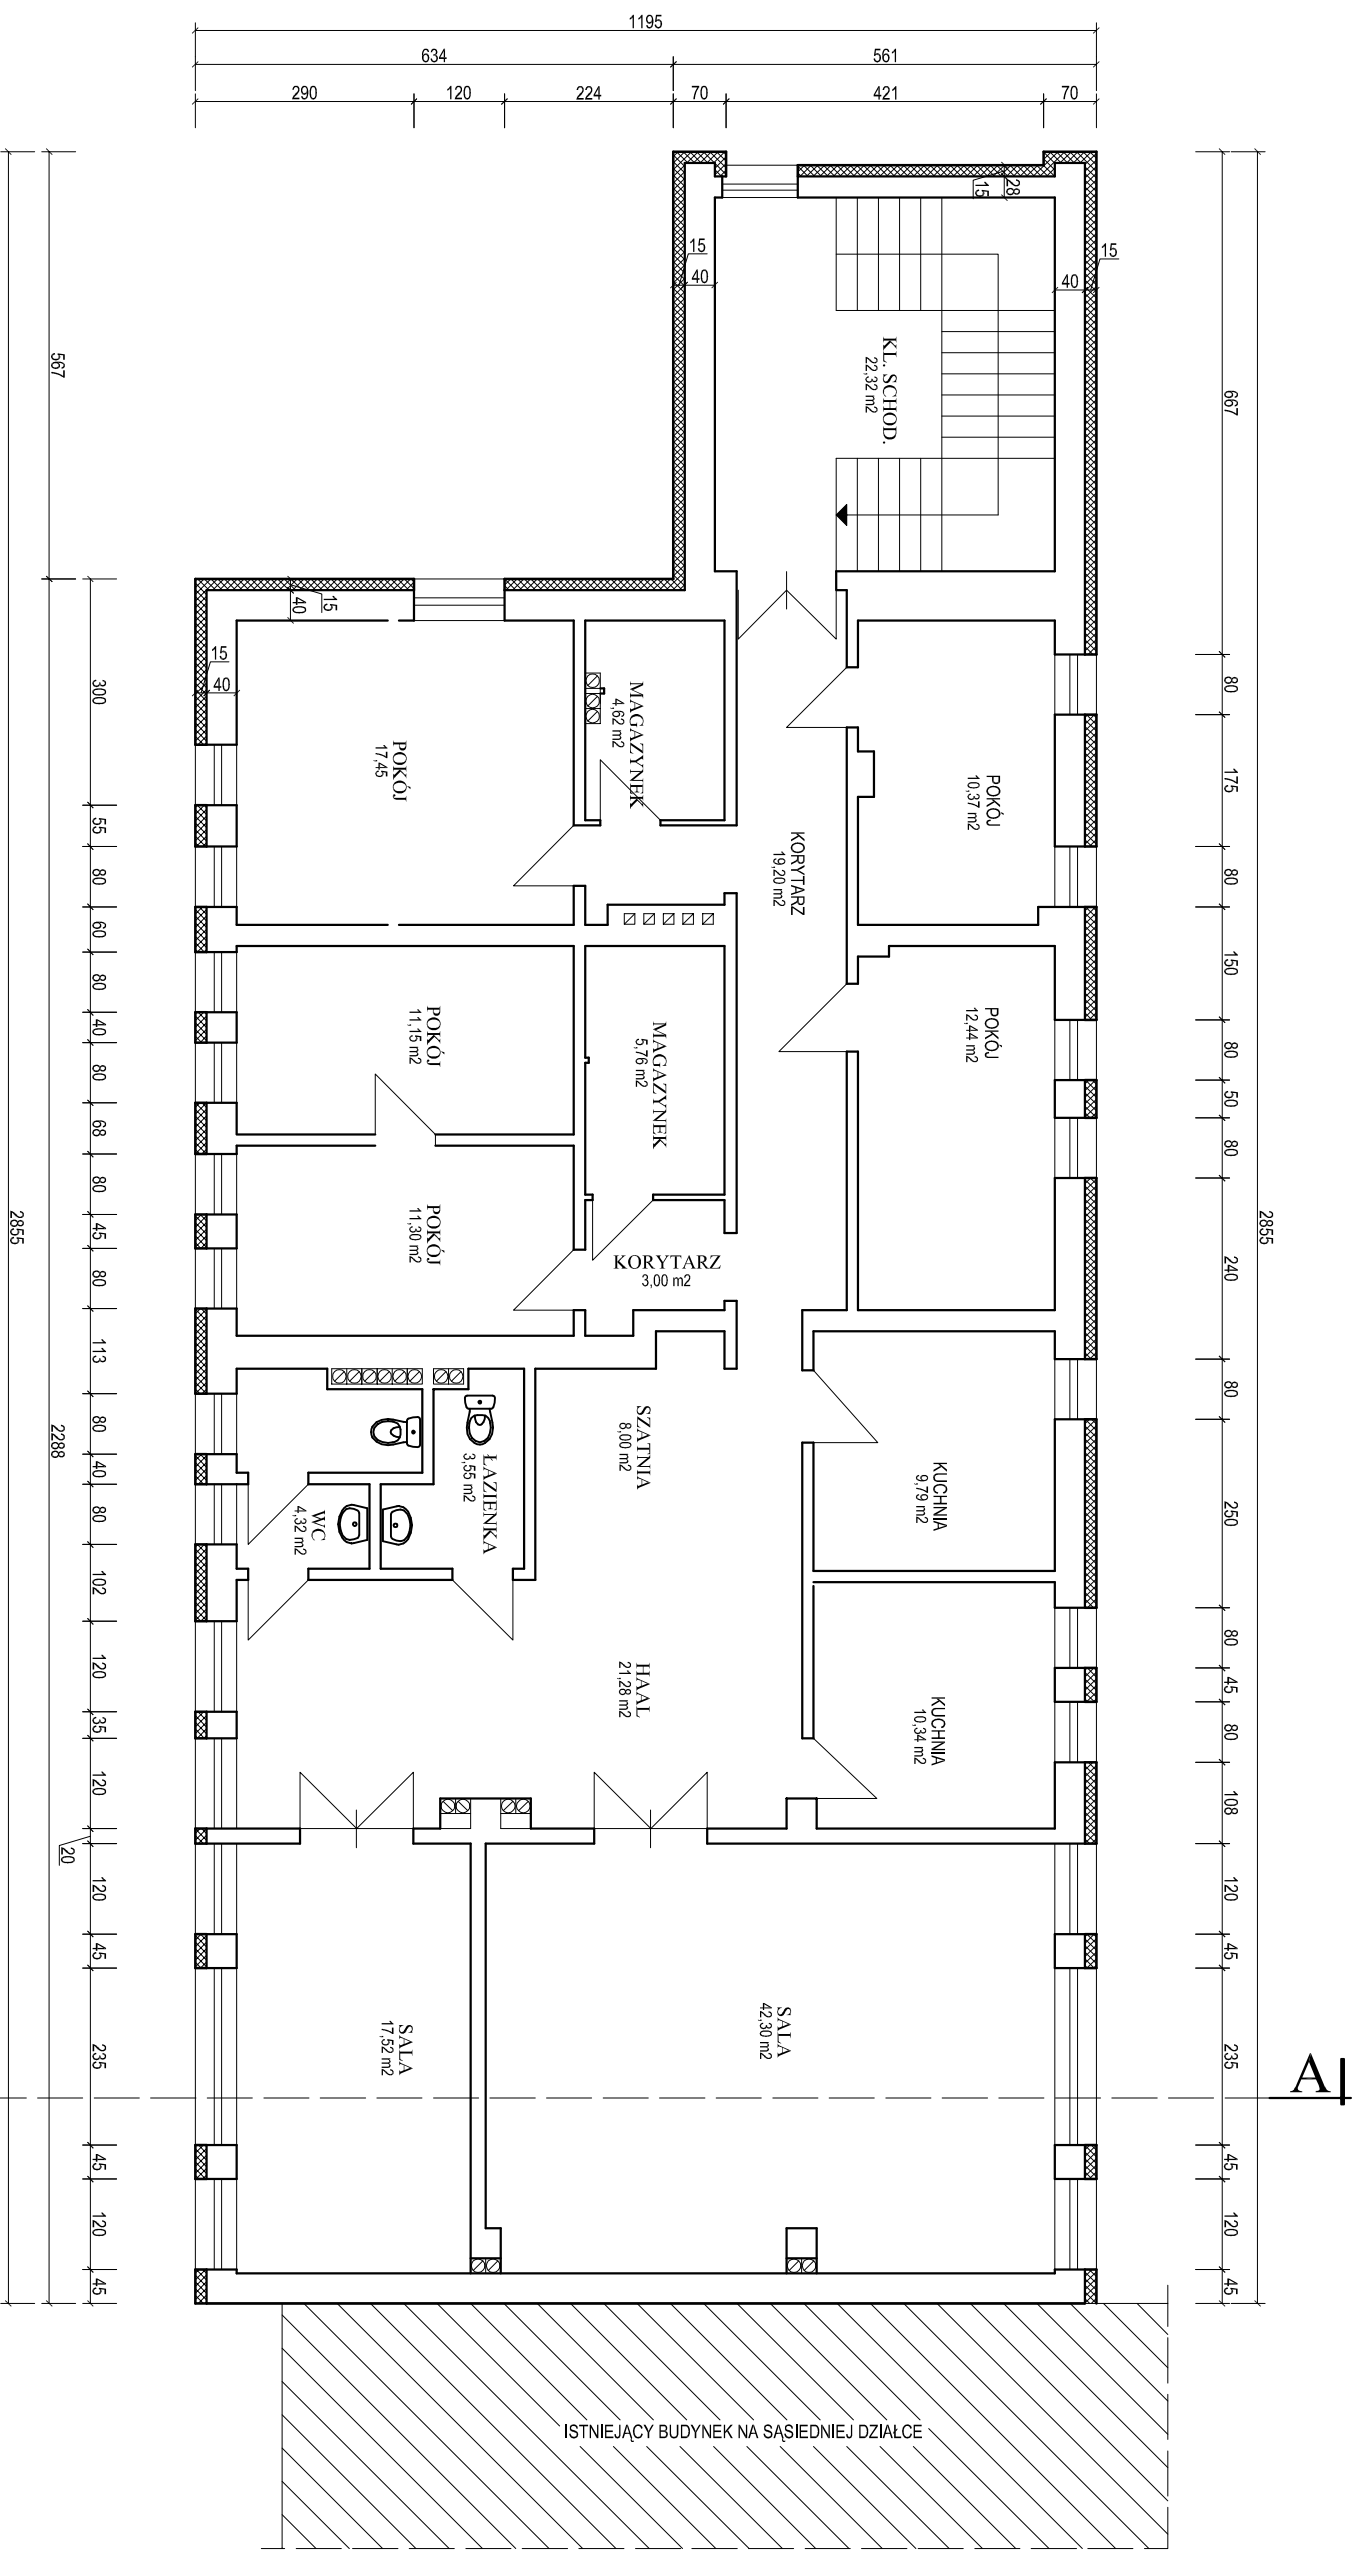 1195
634
561
290
120
224
70
421
70
28
15
15
40
15
40
KL. SCHOD.
22,32 m2
567
667
15
40
15
40
300
55
80
60
80
40
80
68
80
45
80
113
80
40
80
102
120
35
120
20
120
45
235
45
120
45
2855
2288
80
175
80
150
80
50
80
240
80
250
80
45
80
108
120
45
235
45
120
45
2855
MAGAZYNEK
4,62 m2
POKÓJ
17,45
POKÓJ
10,37 m2
KORYTARZ
19,20 m2
POKÓJ
11,15 m2
MAGAZYNEK
5,76 m2
POKÓJ
12,44 m2
POKÓJ
11,30 m2
KORYTARZ
3,00 m2
SZATNIA
8,00 m2
ŁAZIENKA
3,55 m2
WC
4,32 m2
KUCHNIA
9,79 m2
HAAL
21,28 m2
KUCHNIA
10,34 m2
SALA
17,52 m2
SALA
42,30 m2
A
ISTNIEJĄCY BUDYNEK NA SĄSIEDNIEJ DZIAŁCE